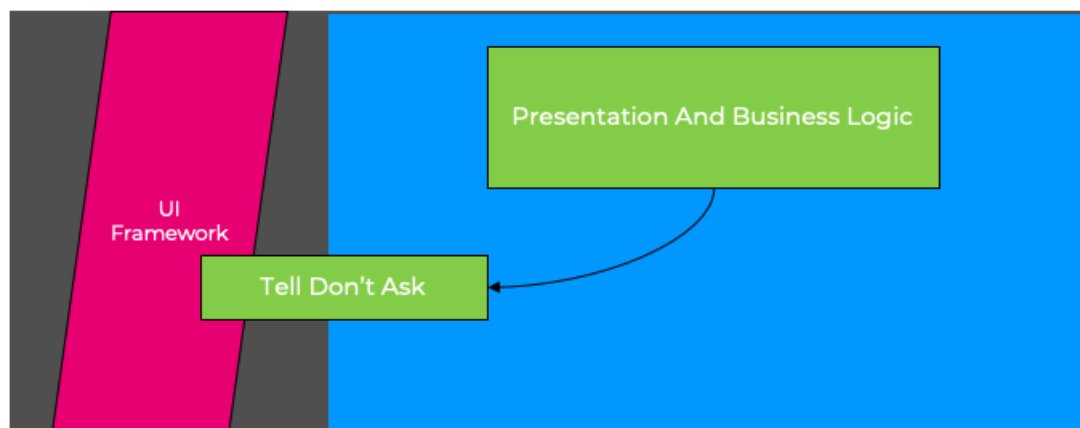 Presentation And Business Logic
UI
Framework
Tell Don’t Ask